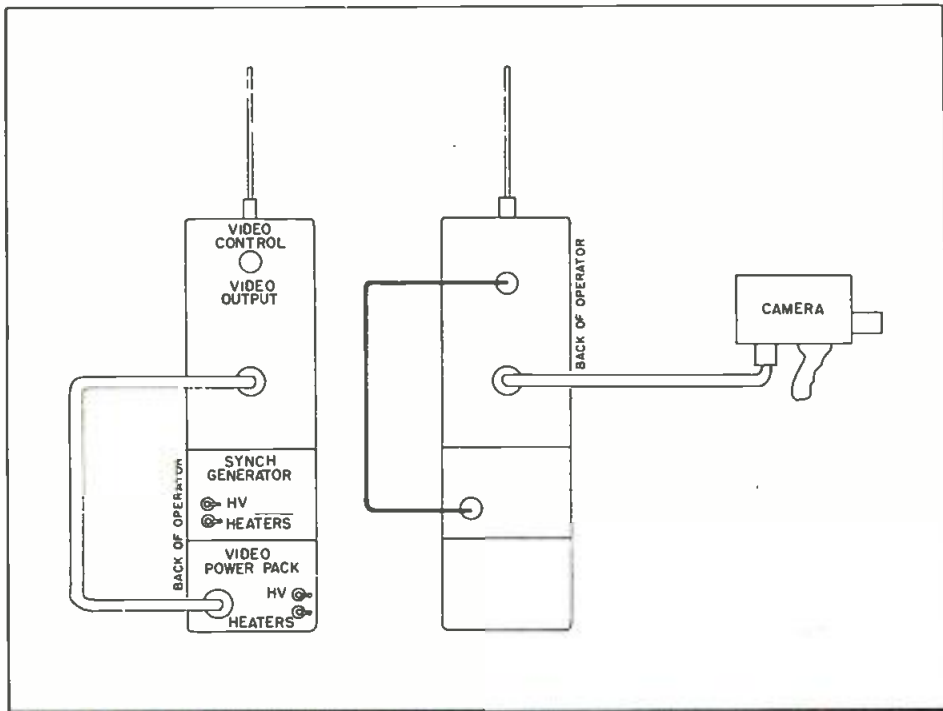 VIDEO
CONTROL
VIDEO
OUTPUT
BACK OF OPERATOR
SYNCH
GENERATOR
HV
HEATERS
VIDEO
POWER PACK
HV
HEATERS
BACK OF OPERATOR
CAMERA